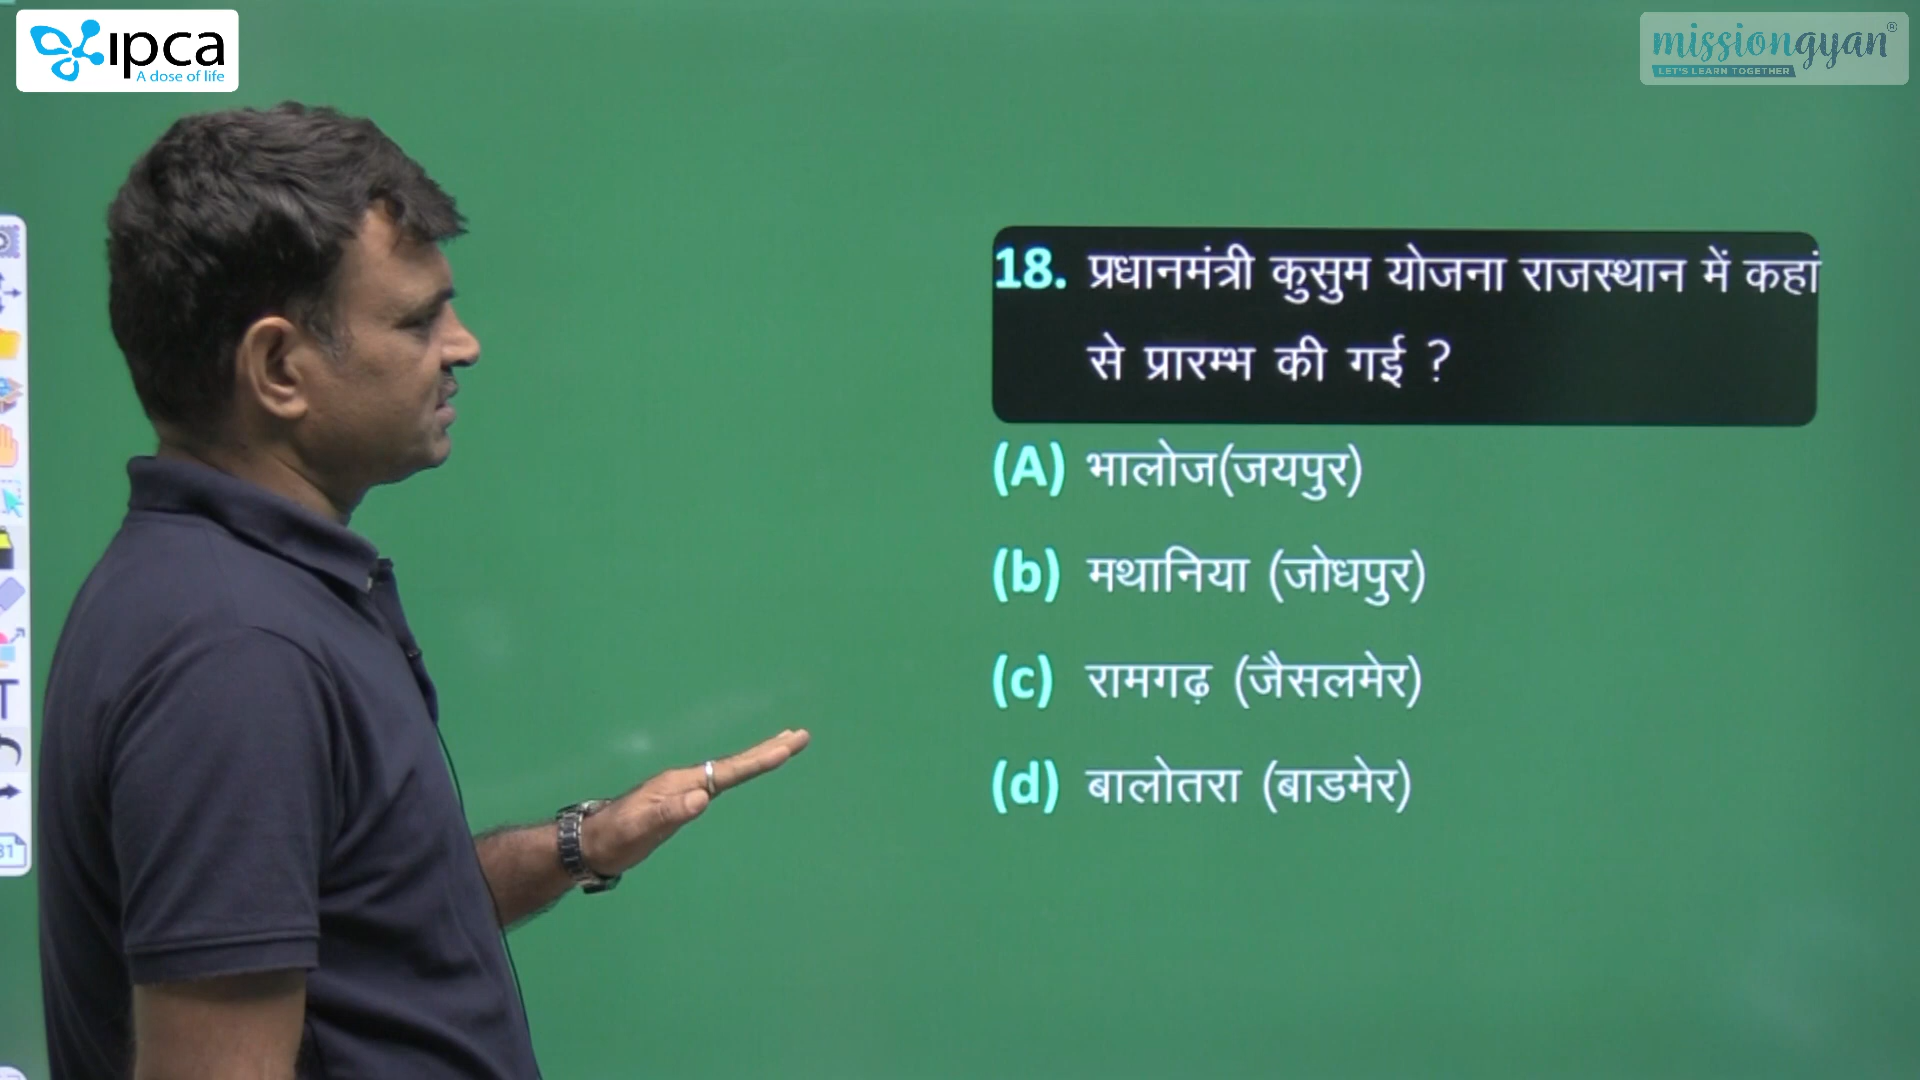 ipca
A dose of life
missiongyan®
LET'S LEARN TOGETHER
18. प्रधानमंत्री कुसुम योजना राजस्थान में कहां
से प्रारम्भ की गई ?
(A) भालोज(जयपुर)
(b) मथानिया (जोधपुर)
(c) रामगढ़ (जैसलमेर)
(d) बालोतरा (बाडमेर)
T
31